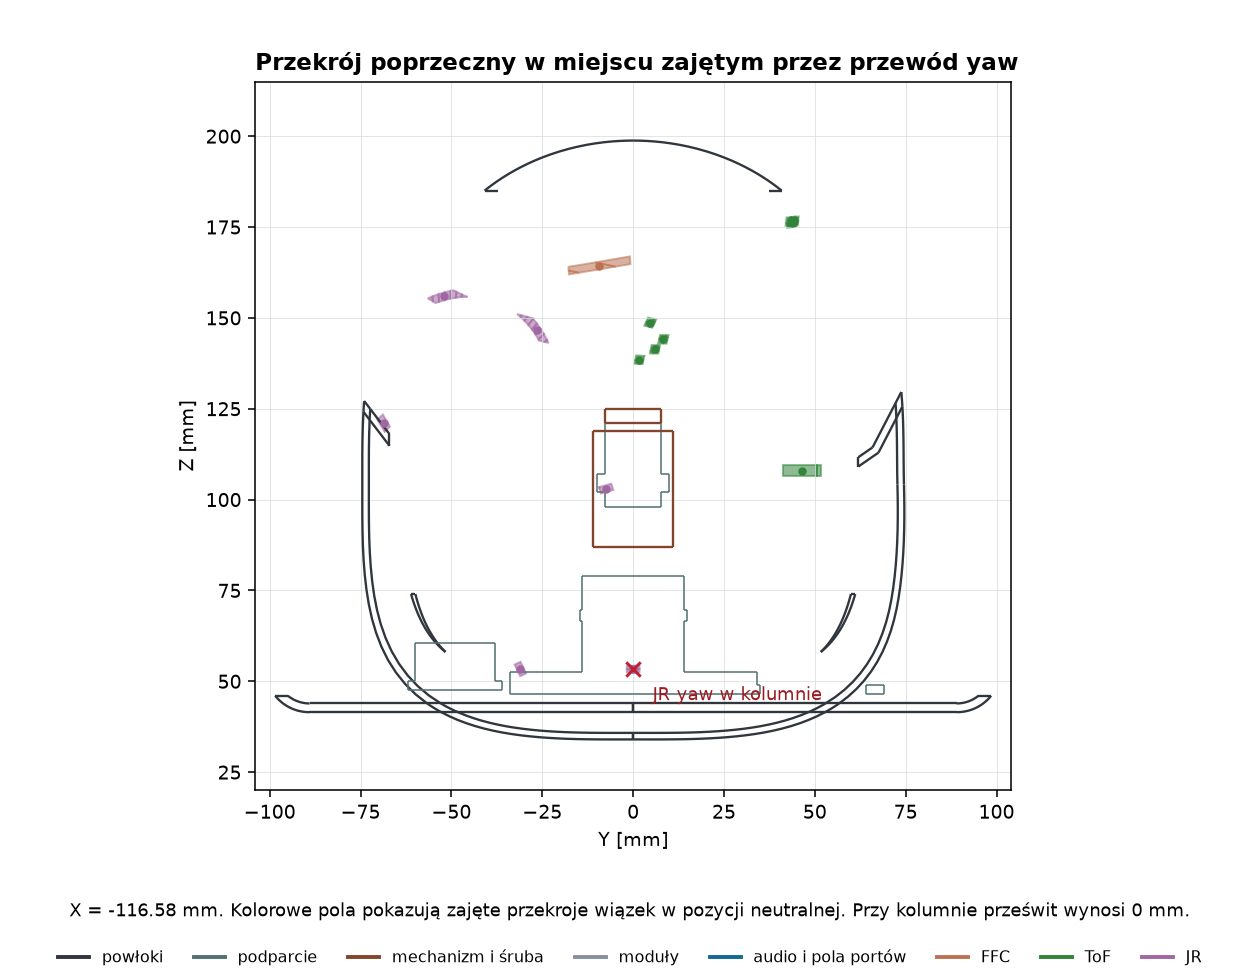 Przekrój poprzeczny w miejscu zajętym przez przewód yaw
200
175
150
125
100
75
50
25
Z [mm]
JR yaw w kolumnie
−100 −75 −50 −25 0 25 50 75 100
Y [mm]
X = -116.58 mm. Kolorowe pola pokazują zajęte przekroje wiązek w pozycji neutralnej. Przy kolumnie prześwit wynosi 0 mm.
powłoki podparcie mechanizm i śruba moduły audio i pola portów FFC ToF JR